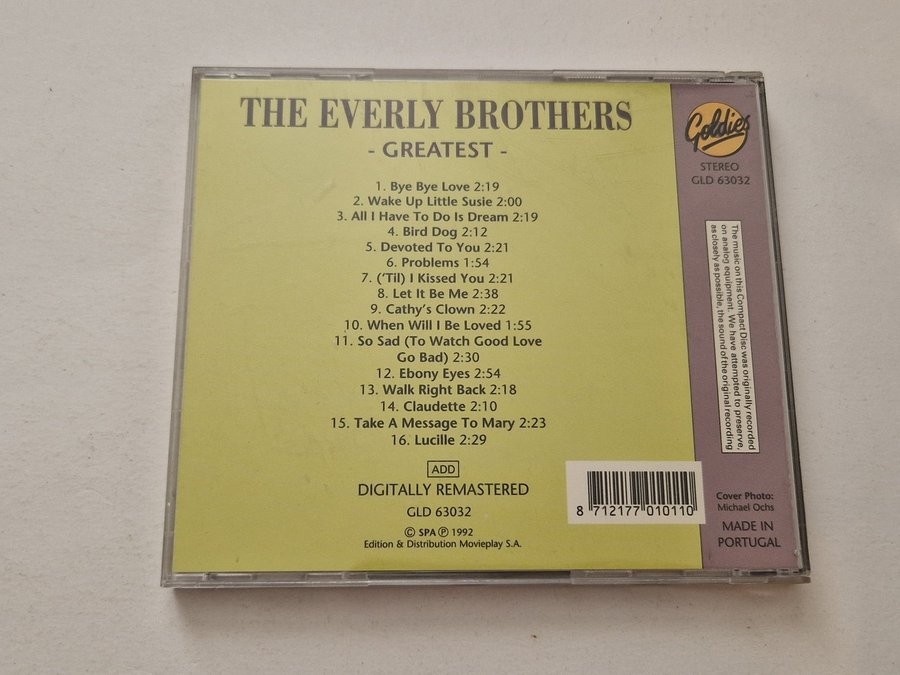 THE EVERLY BROTHERS
- GREATEST -
1. Bye Bye Love 2:19
2. Wake Up Little Susie 2:00
3. All I Have To Do Is Dream 2:19
4. Bird Dog 2:12
5. Devoted To You 2:21
6. Problems 1:54
7. ('Til) I Kissed You 2:21
8. Let It Be Me 2:38
9. Cathy's Clown 2:22
10. When Will I Be Loved 1:55
11. So Sad (To Watch Good Love
Go Bad) 2:30
12. Ebony Eyes 2:54
13. Walk Right Back 2:18
14. Claudette 2:10
15. Take A Message To Mary 2:23
16. Lucille 2:29
ADD
DIGITALLY REMASTERED
GLD 63032
© SPA ℗ 1992
Edition & Distribution Movieplay S.A.
8 712177 010110
Goldies
STEREO
GLD 63032
The music on this Compact Disc was originally recorded
on analog equipment. We have attempted to preserve,
as closely as possible, the sound of the original recording
Cover Photo:
Michael Ochs
MADE IN
PORTUGAL